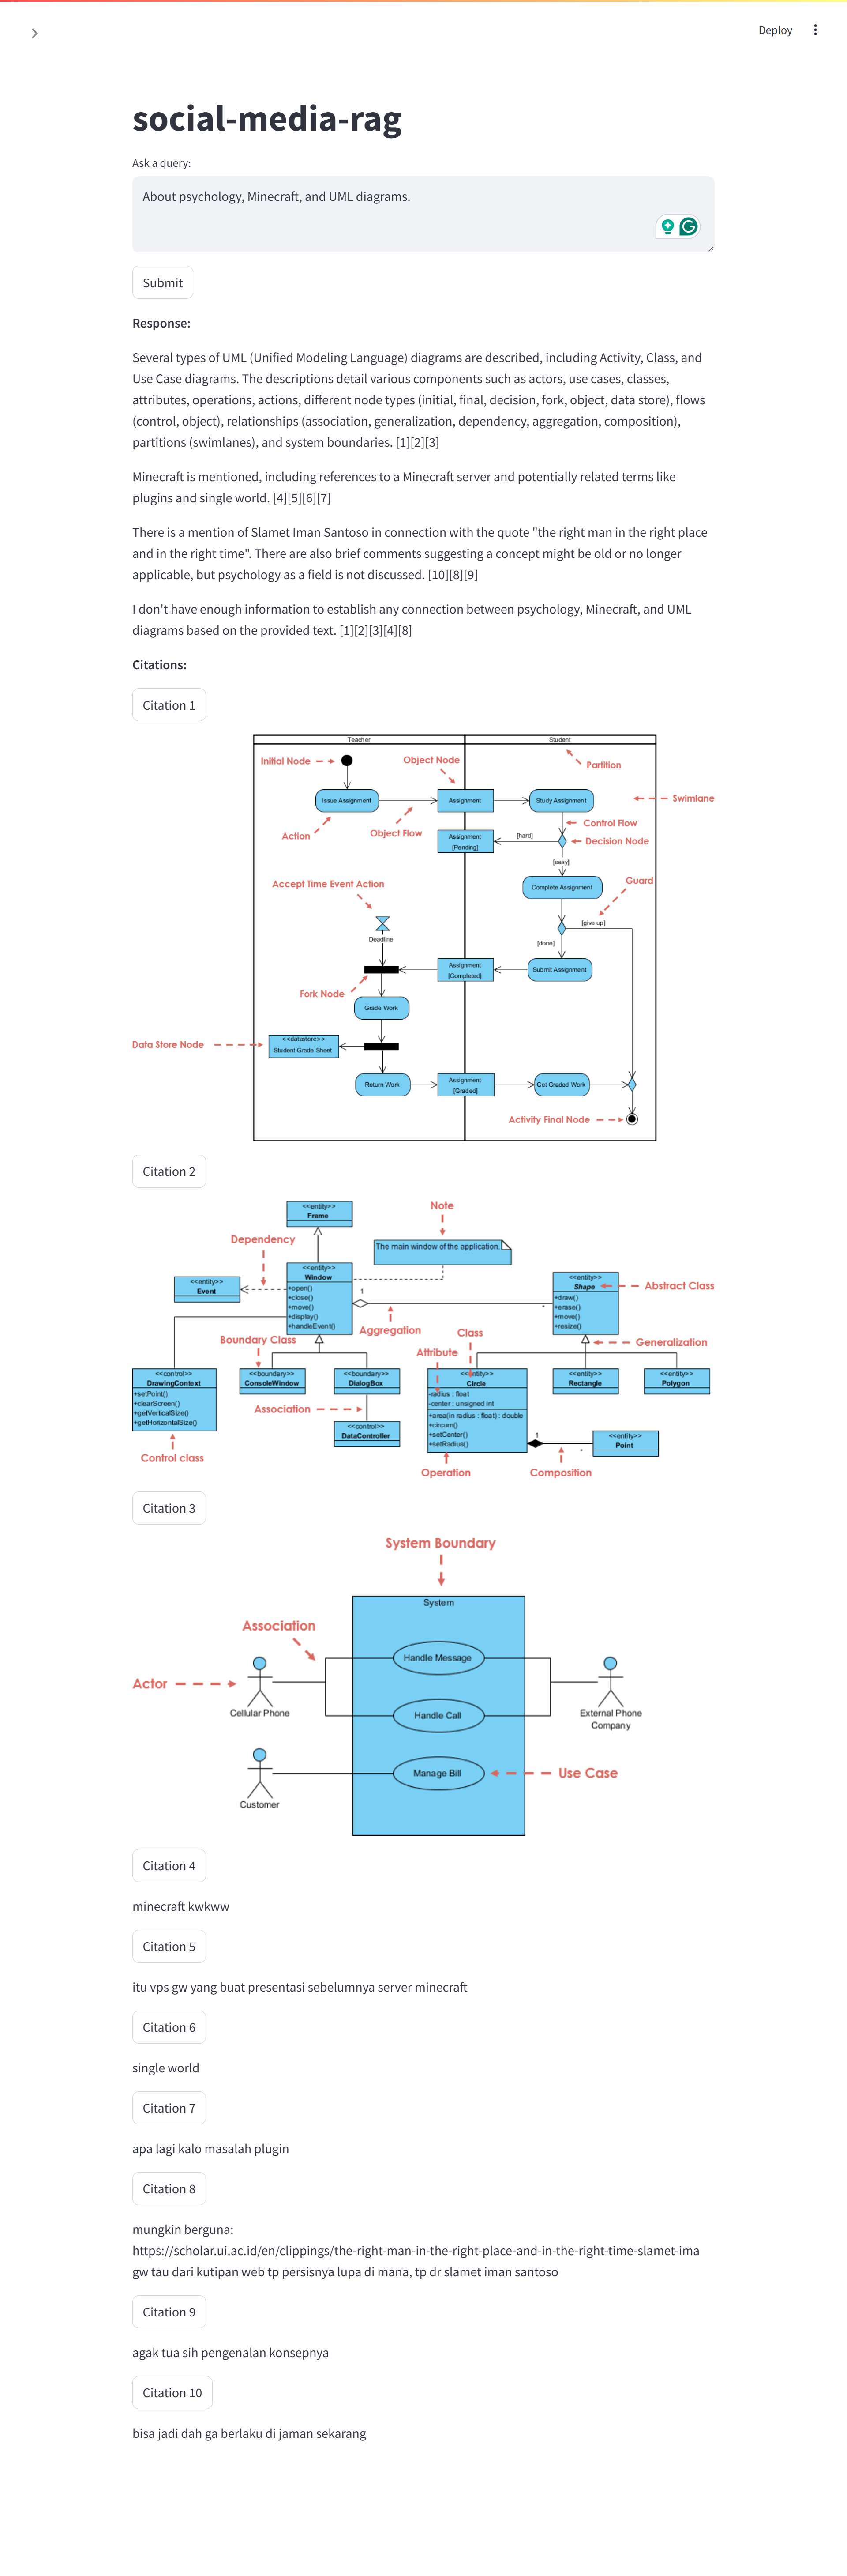 Deploy
social-media-rag
Ask a query:
About psychology, Minecraft, and UML diagrams.
Submit
Response:
Several types of UML (Unified Modeling Language) diagrams are described, including Activity, Class, and
Use Case diagrams. The descriptions detail various components such as actors, use cases, classes,
attributes, operations, actions, different node types (initial, final, decision, fork, object, data store), flows
(control, object), relationships (association, generalization, dependency, aggregation, composition),
partitions (swimlanes), and system boundaries. [1][2][3]
Minecraft is mentioned, including references to a Minecraft server and potentially related terms like
plugins and single world. [4][5][6][7]
There is a mention of Slamet Iman Santoso in connection with the quote "the right man in the right place
and in the right time". There are also brief comments suggesting a concept might be old or no longer
applicable, but psychology as a field is not discussed. [10][8][9]
I don't have enough information to establish any connection between psychology, Minecraft, and UML
diagrams based on the provided text. [1][2][3][4][8]
Citations:
Citation 1
Teacher
Student
Initial Node
Object Node
Partition
Issue Assignment
Assignment
Study Assignment
Swimlane
Action
Object Flow
Control Flow
Assignment
[Pending]
[hard]
Decision Node
[easy]
Accept Time Event Action
Complete Assignment
Guard
Deadline
[give up]
[done]
Assignment
[Completed]
Submit Assignment
Fork Node
Grade Work
Data Store Node
<<datastore>>
Student Grade Sheet
Return Work
Assignment
[Graded]
Get Graded Work
Activity Final Node
Citation 2
<<entity>>
Frame
Note
Dependency
The main window of the application.
<<entity>>
Event
<<entity>>
Window
+open()
+close()
+move()
+display()
+handleEvent()
1
*
Aggregation
<<entity>>
Shape
+draw()
+erase()
+move()
+resize()
Abstract Class
Boundary Class
Class
Attribute
Generalization
<<control>>
DrawingContext
+setPoint()
+clearScreen()
+getVerticalSize()
+getHorizontalSize()
<<boundary>>
ConsoleWindow
<<boundary>>
DialogBox
<<entity>>
Circle
-radius : float
-center : unsigned int
+area(in radius : float) : double
+circum()
+setCenter()
+setRadius()
<<entity>>
Rectangle
<<entity>>
Polygon
Association
<<control>>
DataController
1
*
<<entity>>
Point
Control class
Operation
Composition
Citation 3
System Boundary
System
Association
Handle Message
Actor
Cellular Phone
Handle Call
External Phone
Company
Manage Bill
Use Case
Customer
Citation 4
minecraft kwkww
Citation 5
itu vps gw yang buat presentasi sebelumnya server minecraft
Citation 6
single world
Citation 7
apa lagi kalo masalah plugin
Citation 8
mungkin berguna:
https://scholar.ui.ac.id/en/clippings/the-right-man-in-the-right-place-and-in-the-right-time-slamet-ima
gw tau dari kutipan web tp persisnya lupa di mana, tp dr slamet iman santoso
Citation 9
agak tua sih pengenalan konsepnya
Citation 10
bisa jadi dah ga berlaku di jaman sekarang